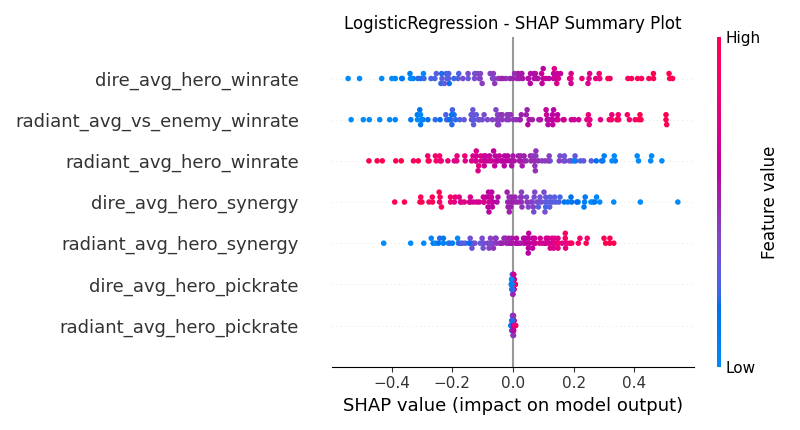 LogisticRegression - SHAP Summary Plot
High
dire_avg_hero_winrate
radiant_avg_vs_enemy_winrate
radiant_avg_hero_winrate
dire_avg_hero_synergy
radiant_avg_hero_synergy
dire_avg_hero_pickrate
radiant_avg_hero_pickrate
Feature value
Low
−0.4 −0.2 0.0 0.2 0.4
SHAP value (impact on model output)